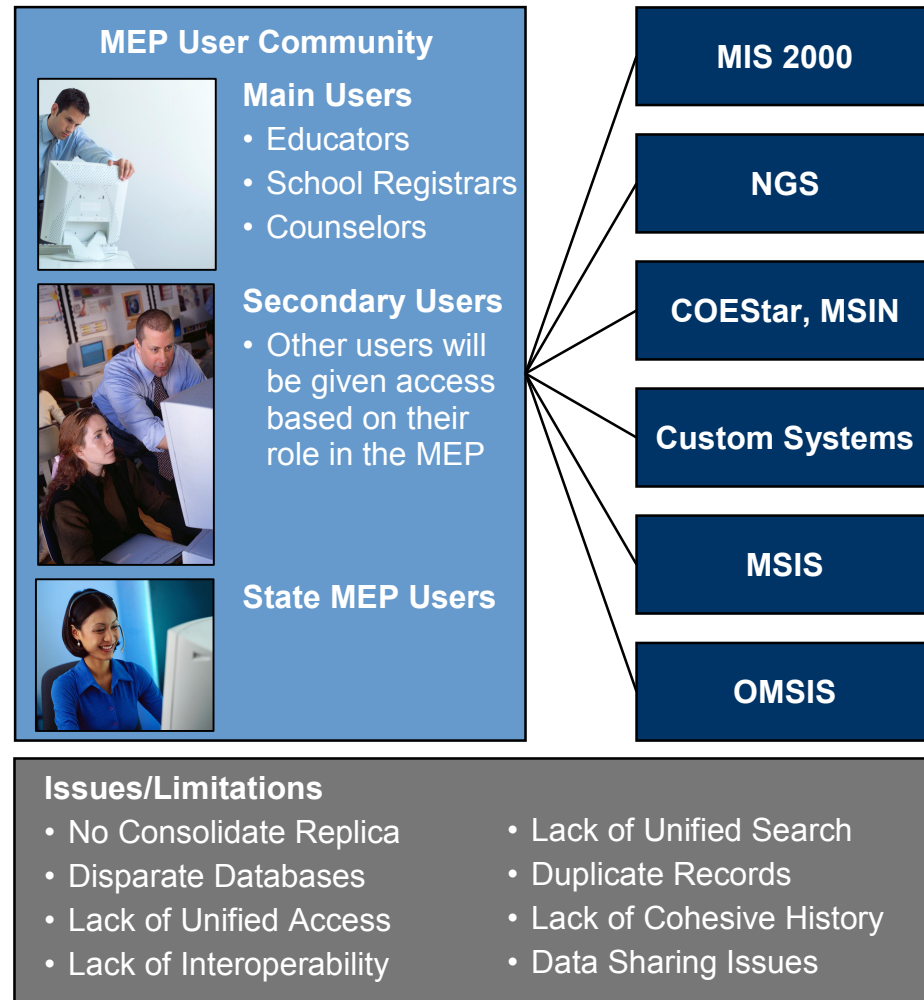 MEP User Community
Main Users
• Educators
• School Registrars
• Counselors
Secondary Users
• Other users will
be given access
based on their
role in the MEP
State MEP Users
MIS 2000
NGS
COEStar, MSIN
Custom Systems
MSIS
OMSIS
Issues/Limitations
• No Consolidate Replica
• Disparate Databases
• Lack of Unified Access
• Lack of Interoperability
• Lack of Unified Search
• Duplicate Records
• Lack of Cohesive History
• Data Sharing Issues